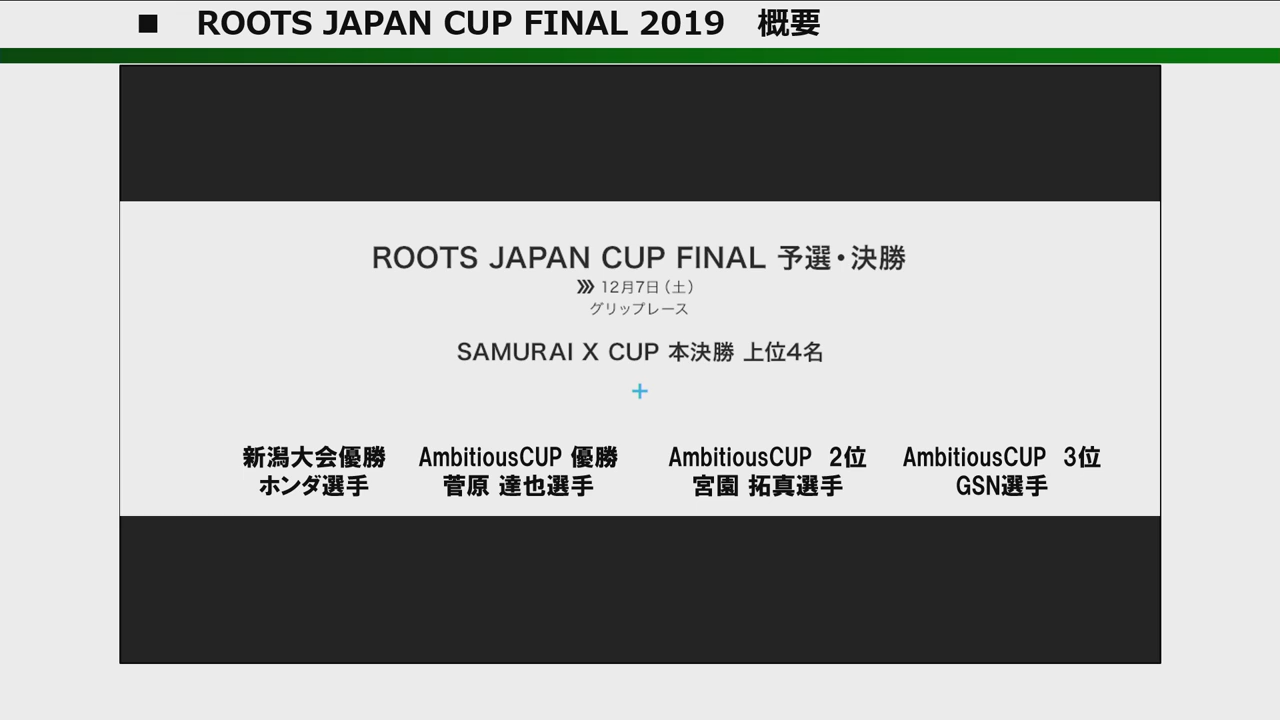 ■ ROOTS JAPAN CUP FINAL 2019 概要
ROOTS JAPAN CUP FINAL 予選・決勝
12月7日（土）
グリップレース
SAMURAI X CUP 本決勝 上位4名
+
新潟大会優勝
ホンダ選手
AmbitiousCUP 優勝
菅原 達也選手
AmbitiousCUP 2位
宮園 拓真選手
AmbitiousCUP 3位
GSN選手